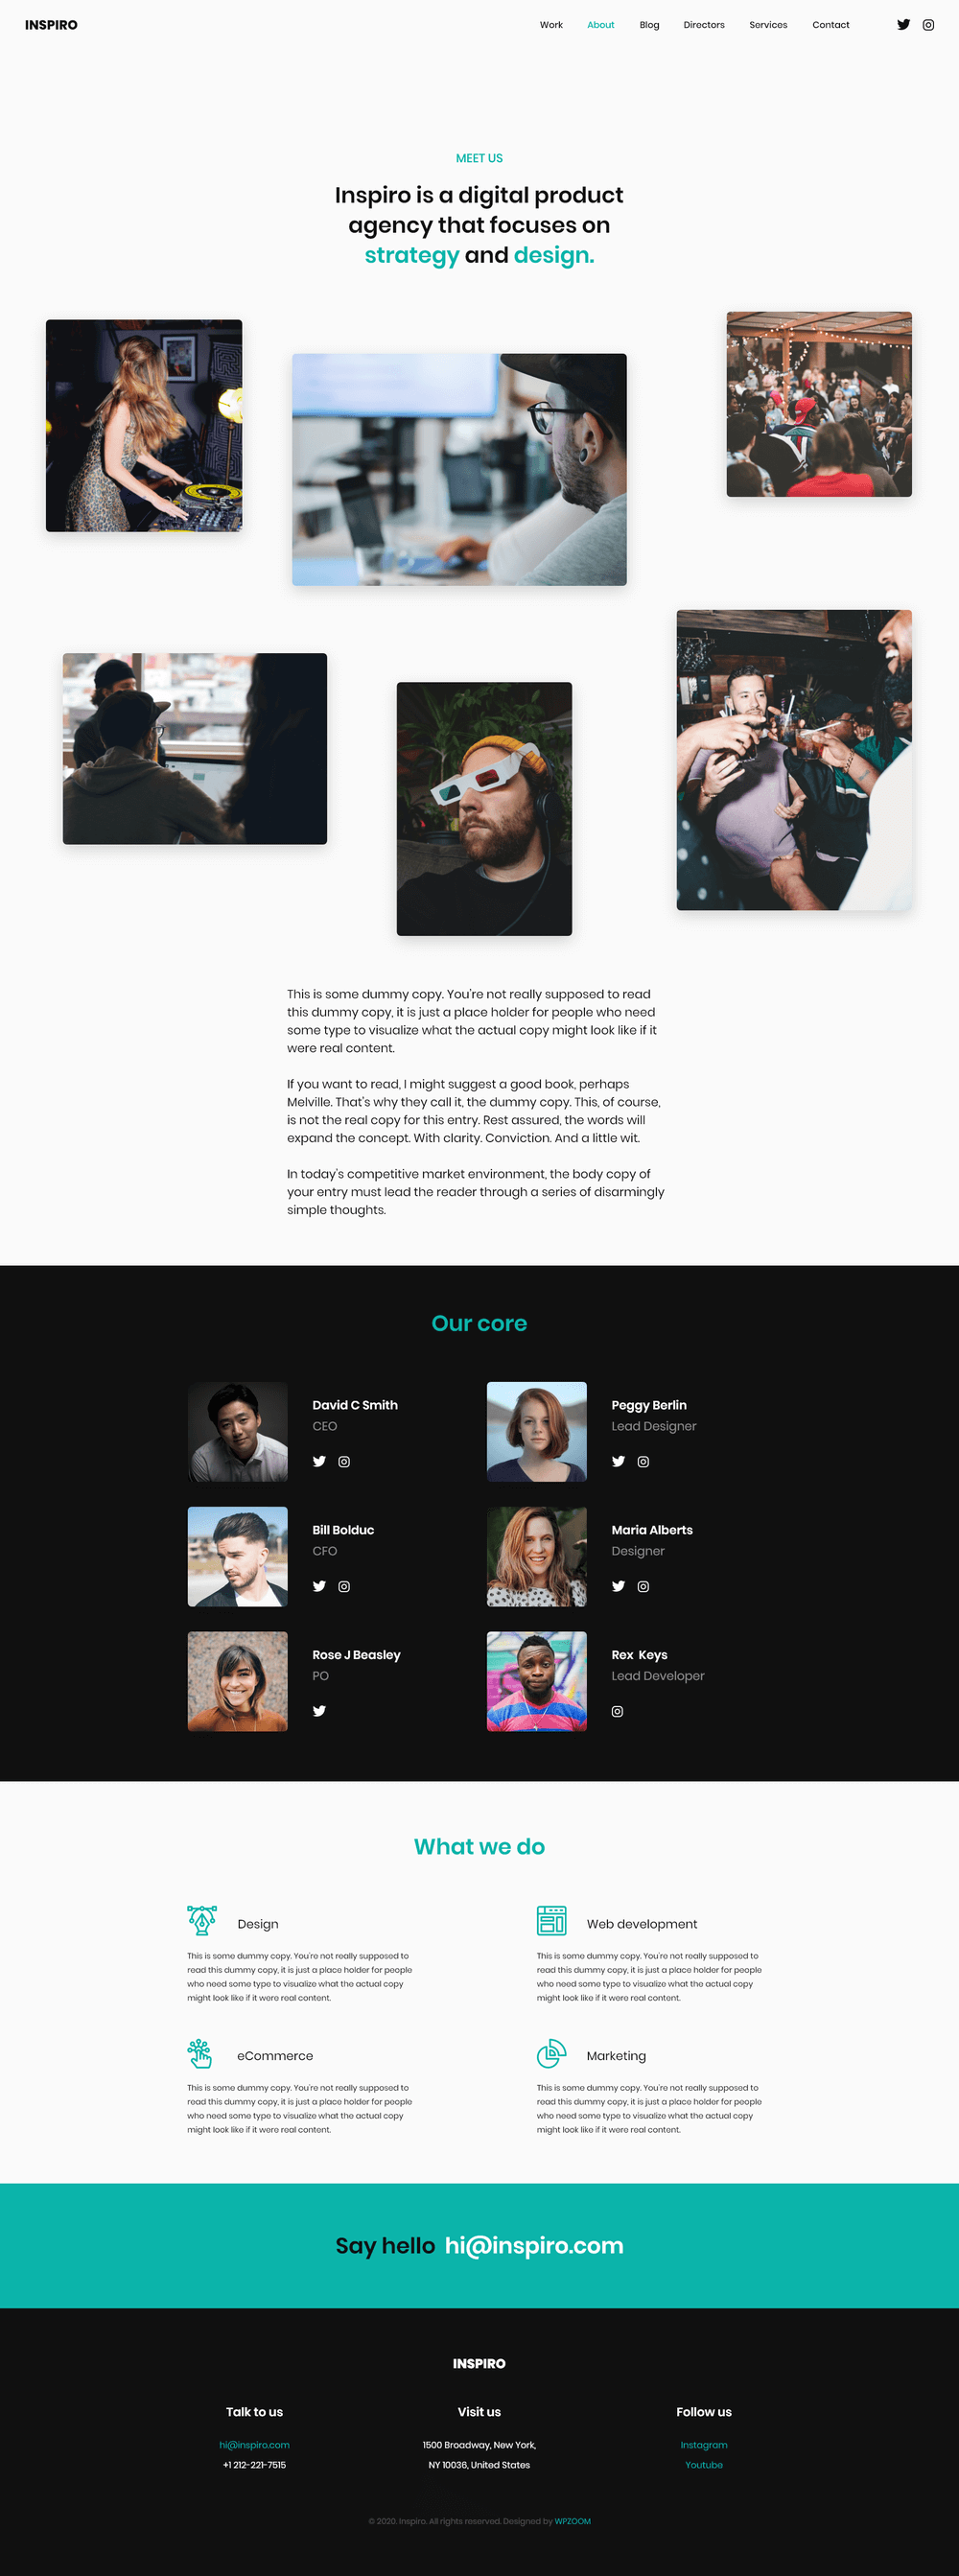 INSPIRO
Work About Blog Directors Services Contact
MEET US
Inspiro is a digital product
agency that focuses on
strategy and design.
This is some dummy copy. You're not really supposed to read
this dummy copy, it is just a place holder for people who need
some type to visualize what the actual copy might look like if it
were real content.
If you want to read, I might suggest a good book, perhaps
Melville. That's why they call it, the dummy copy. This, of course,
is not the real copy for this entry. Rest assured, the words will
expand the concept. With clarity. Conviction. And a little wit.
In today's competitive market environment, the body copy of
your entry must lead the reader through a series of disarmingly
simple thoughts.
Our core
David C Smith
CEO
Peggy Berlin
Lead Designer
Bill Bolduc
CFO
Maria Alberts
Designer
Rose J Beasley
PO
Rex Keys
Lead Developer
What we do
Design
This is some dummy copy. You're not really supposed to
read this dummy copy, it is just a place holder for people
who need some type to visualize what the actual copy
might look like if it were real content.
Web development
This is some dummy copy. You're not really supposed to
read this dummy copy, it is just a place holder for people
who need some type to visualize what the actual copy
might look like if it were real content.
eCommerce
This is some dummy copy. You're not really supposed to
read this dummy copy, it is just a place holder for people
who need some type to visualize what the actual copy
might look like if it were real content.
Marketing
This is some dummy copy. You're not really supposed to
read this dummy copy, it is just a place holder for people
who need some type to visualize what the actual copy
might look like if it were real content.
Say hello hi@inspiro.com
INSPIRO
Talk to us
hi@inspiro.com
+1 212-221-7515
Visit us
1500 Broadway, New York,
NY 10036, United States
Follow us
Instagram
Youtube
© 2020. Inspiro. All rights reserved. Designed by WPZOOM